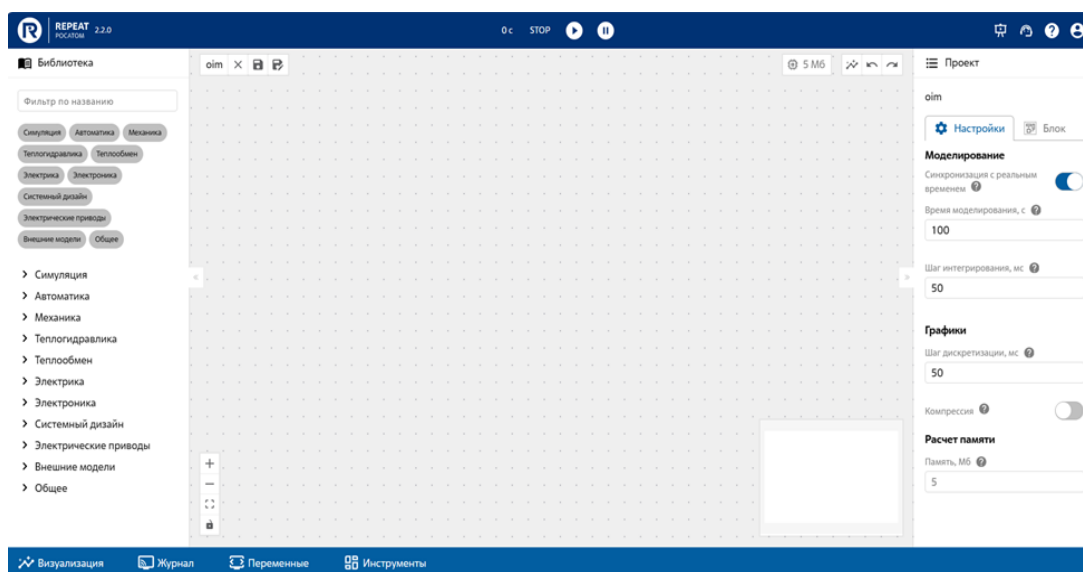 REPEAT 2.2.0
РОСАТОМ
0 с STOP
Библиотека
oim
5 Мб
Проект
Фильтр по названию
Симуляция Автоматика Механика
Теплогидравлика Теплообмен
Электрика Электроника
Системный дизайн
Электрические приводы
Внешние модели Общее
Симуляция
Автоматика
Механика
Теплогидравлика
Теплообмен
Электрика
Электроника
Системный дизайн
Электрические приводы
Внешние модели
Общее
oim
Настройки Блок
Моделирование
Синхронизация с реальным
временем
Время моделирования, с
100
Шаг интегрирования, мс
50
Графики
Шаг дискретизации, мс
50
Компрессия
Расчет памяти
Память, Мб
5
Визуализация Журнал Переменные Инструменты